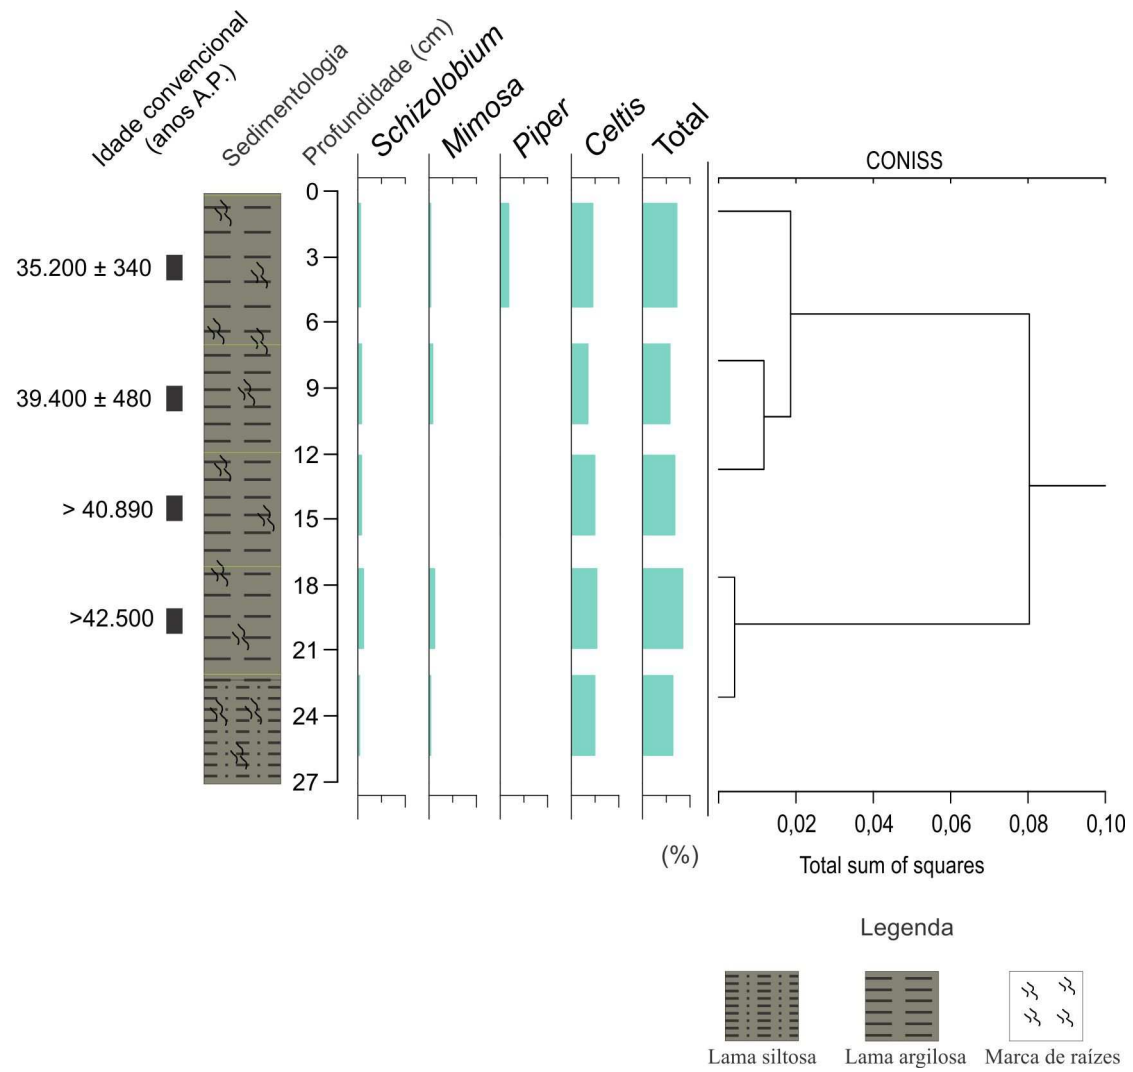 Idade convencional
(anos A.P.)
Sedimentologia
Profundidade (cm)
Schizolobium
Mimosa
Piper
Celtis
Total
CONISS
0
3
35.200 ± 340
6
9
39.400 ± 480
12
> 40.890
15
18
>42.500
21
24
27
0,02 0,04 0,06 0,08 0,10
(%)
Total sum of squares
Legenda
Lama siltosa Lama argilosa Marca de raízes